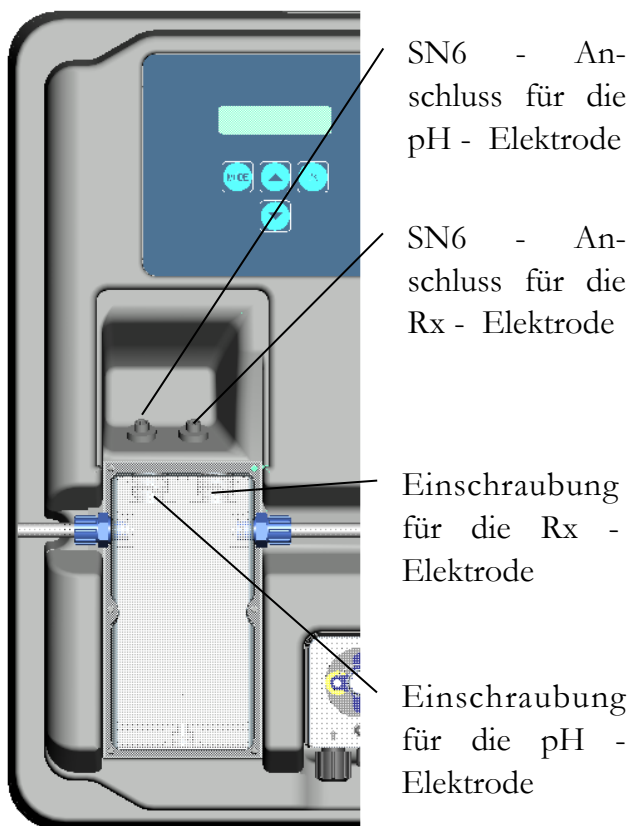 SN6 - An-
schluss für die
pH - Elektrode
MODE
SN6 - An-
schluss für die
Rx - Elektrode
Einschraubung
für die Rx -
Elektrode
Einschraubung
für die pH -
Elektrode